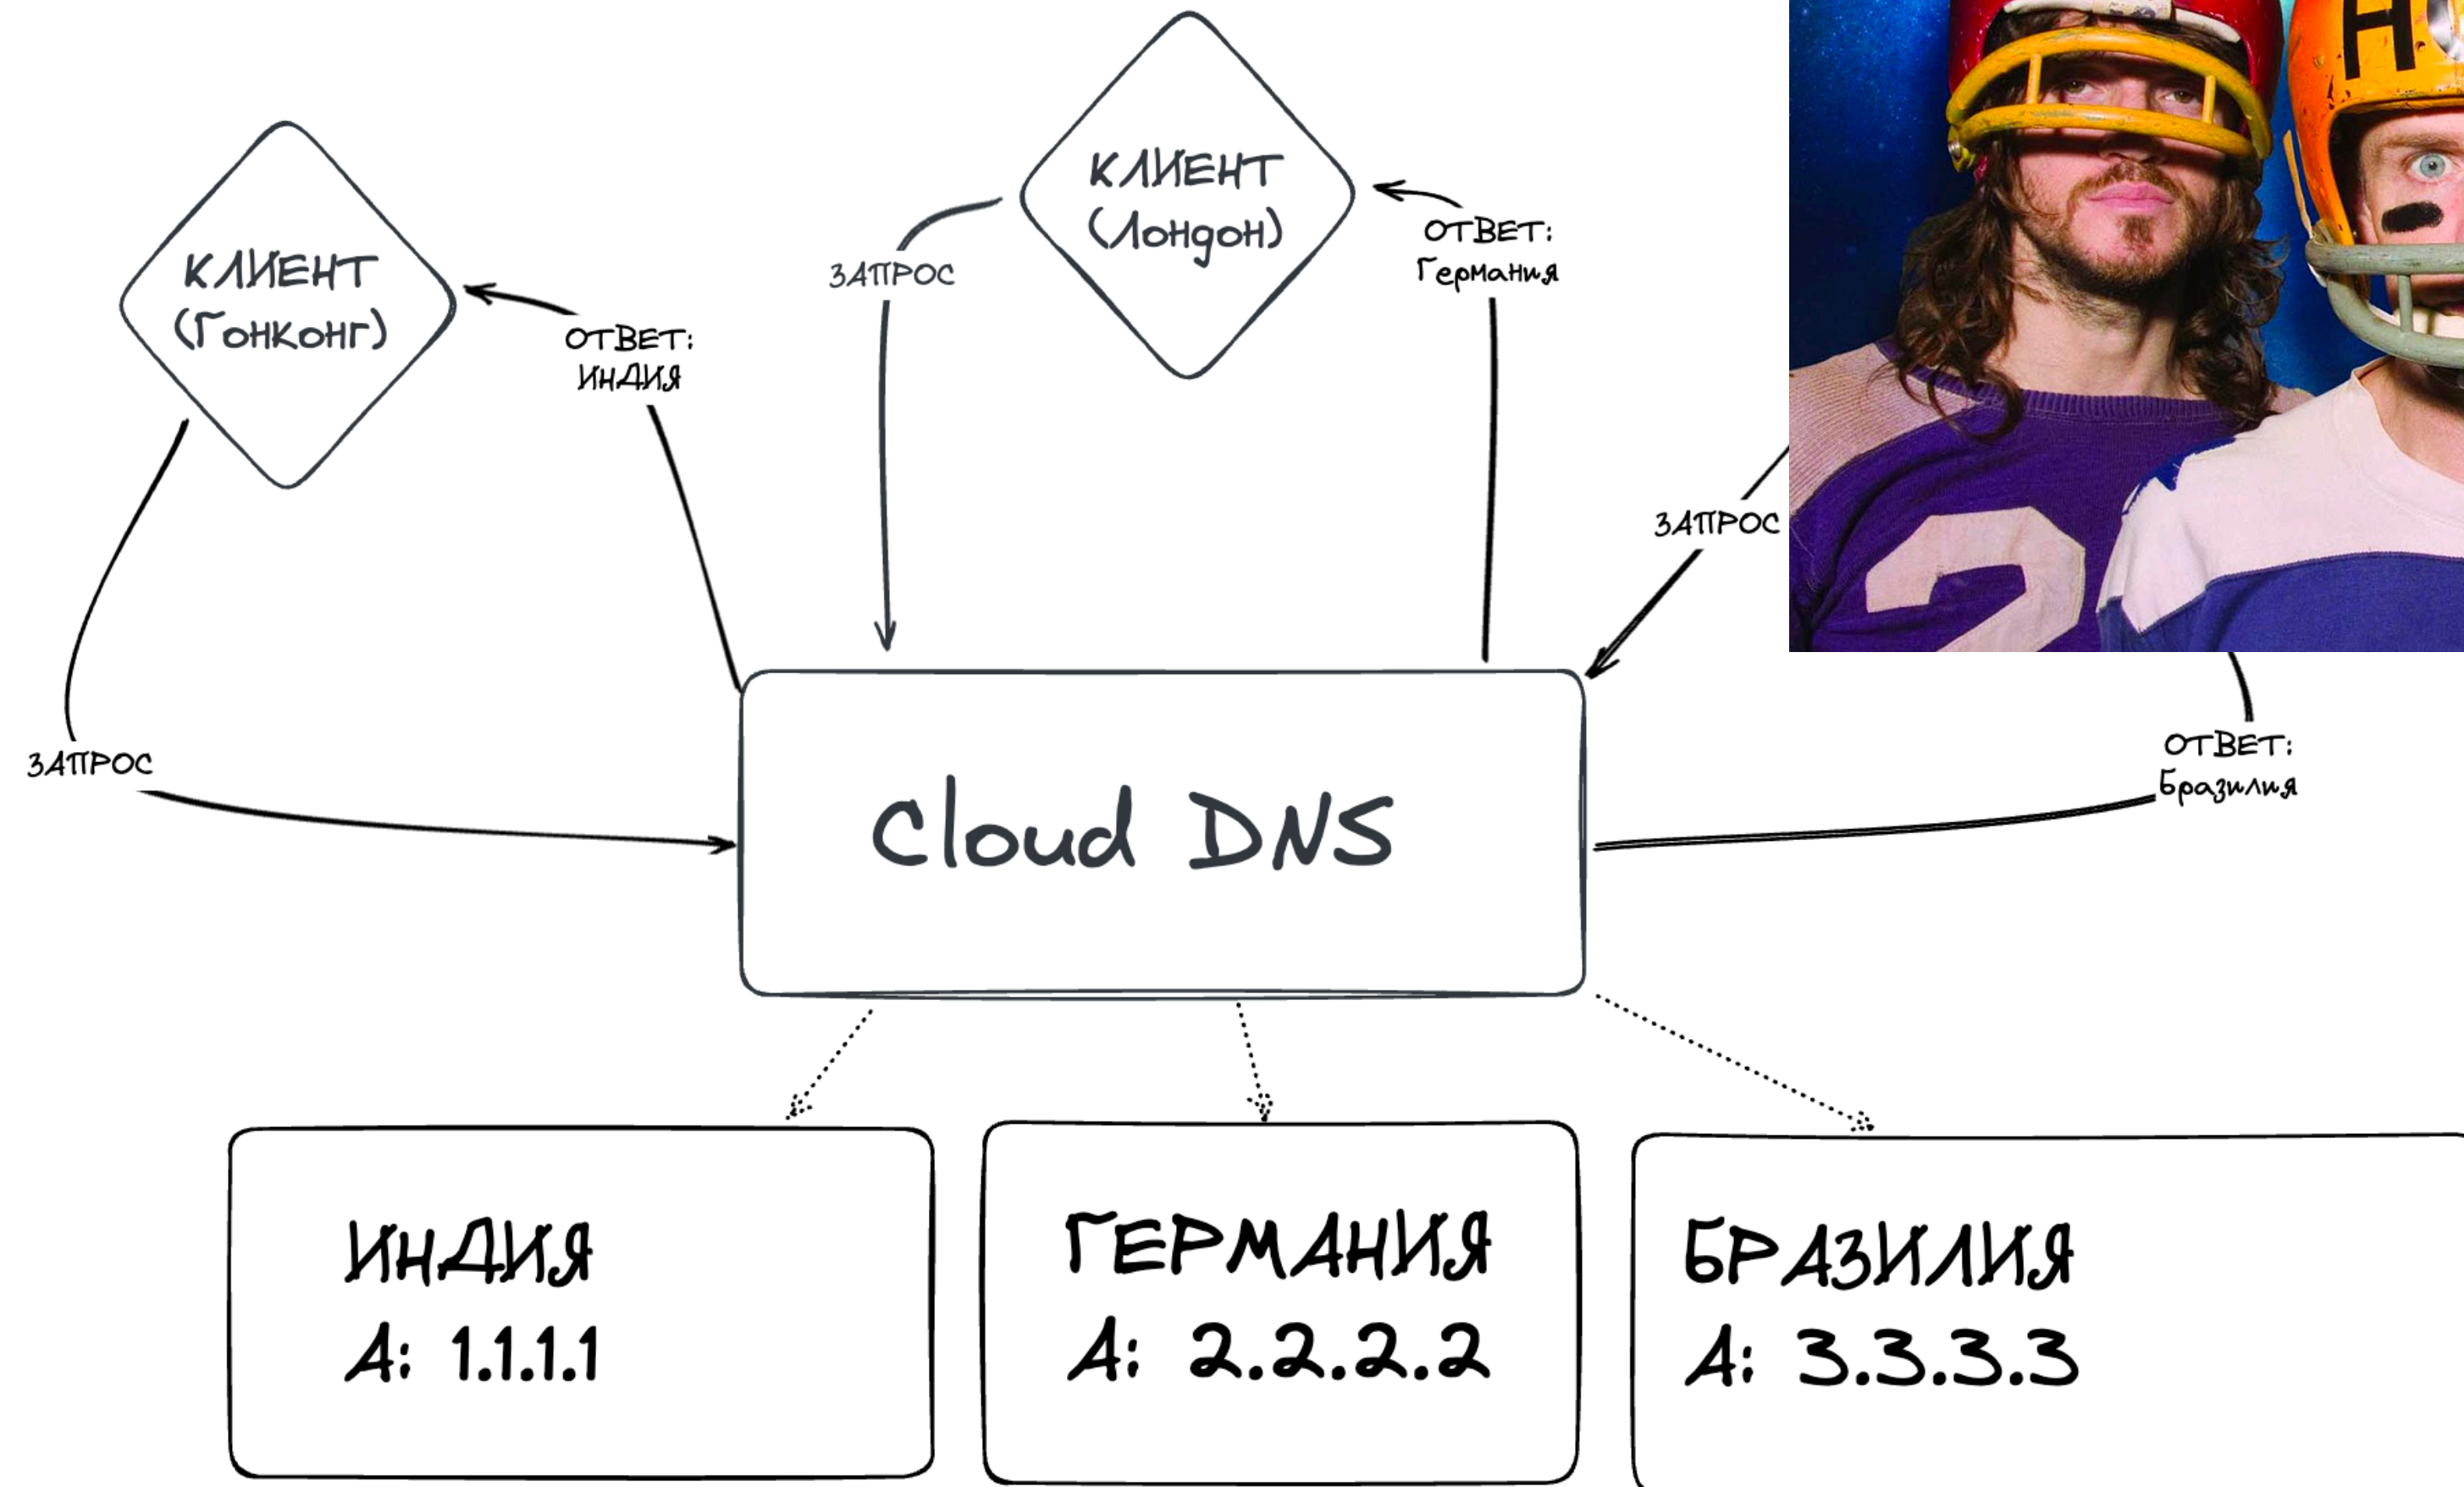 КЛИЕНТ
(Лондон)
КЛИЕНТ
(Гонконг)
ОТВЕТ:
Германия
ЗАПРОС
ОТВЕТ:
ИНДИЯ
ЗАПРОС
ЗАПРОС
ОТВЕТ:
Бразилия
Cloud DNS
ИНДИЯ
А: 1.1.1.1
ГЕРМАНИЯ
А: 2.2.2.2
БРАЗИЛИЯ
А: 3.3.3.3
2